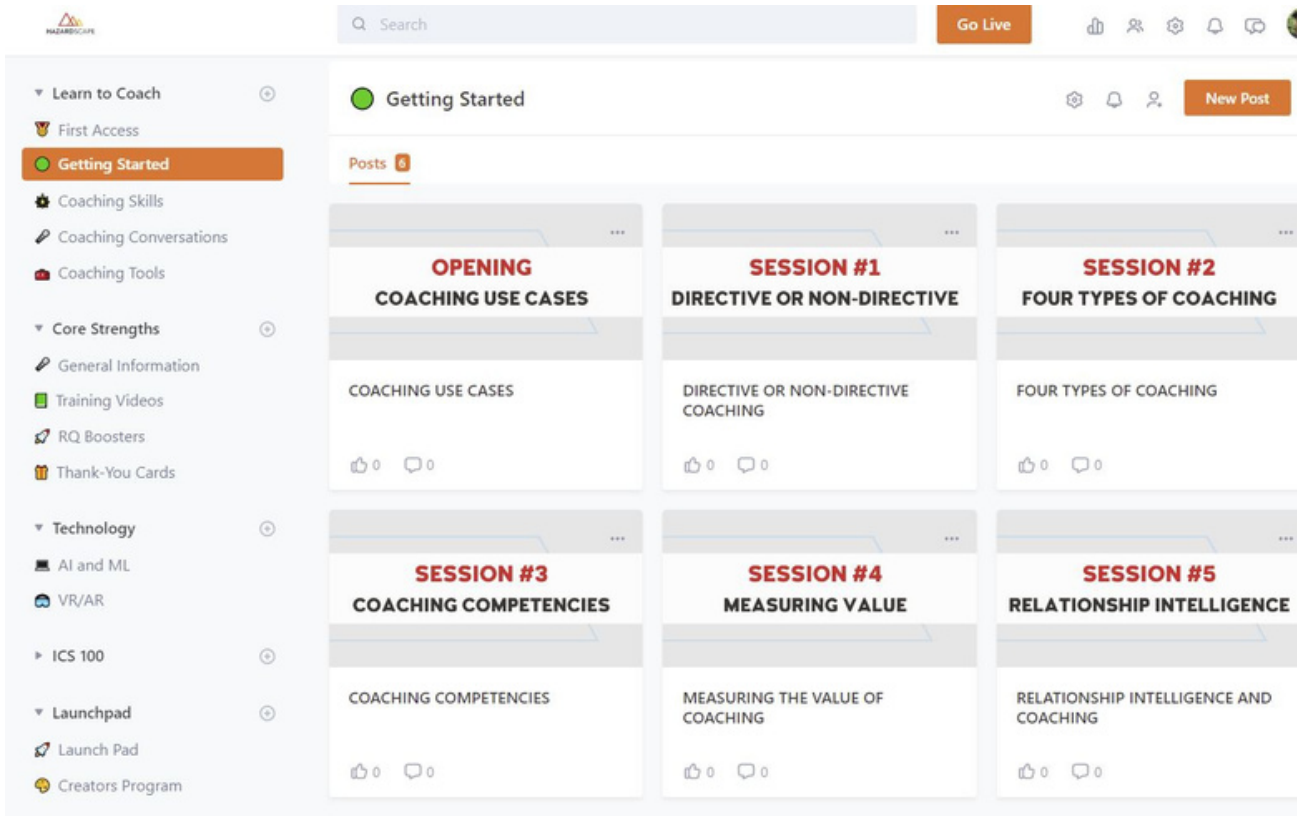 HAZARDSCAPE
Search
Go Live
Learn to Coach
First Access
Getting Started
Coaching Skills
Coaching Conversations
Coaching Tools
Core Strengths
General Information
Training Videos
RQ Boosters
Thank-You Cards
Technology
AI and ML
VR/AR
ICS 100
Launchpad
Launch Pad
Creators Program
Getting Started
New Post
Posts 6
OPENING
COACHING USE CASES
COACHING USE CASES
0 0
SESSION #1
DIRECTIVE OR NON-DIRECTIVE
DIRECTIVE OR NON-DIRECTIVE
COACHING
0 0
SESSION #2
FOUR TYPES OF COACHING
FOUR TYPES OF COACHING
0 0
SESSION #3
COACHING COMPETENCIES
COACHING COMPETENCIES
0 0
SESSION #4
MEASURING VALUE
MEASURING THE VALUE OF
COACHING
0 0
SESSION #5
RELATIONSHIP INTELLIGENCE
RELATIONSHIP INTELLIGENCE AND
COACHING
0 0